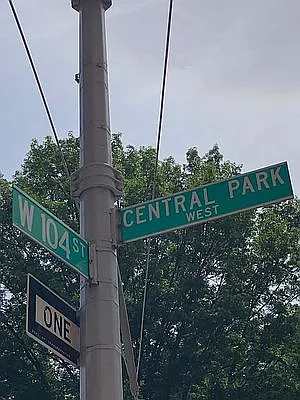 W 104 ST
CENTRAL PARK
WEST
ONE